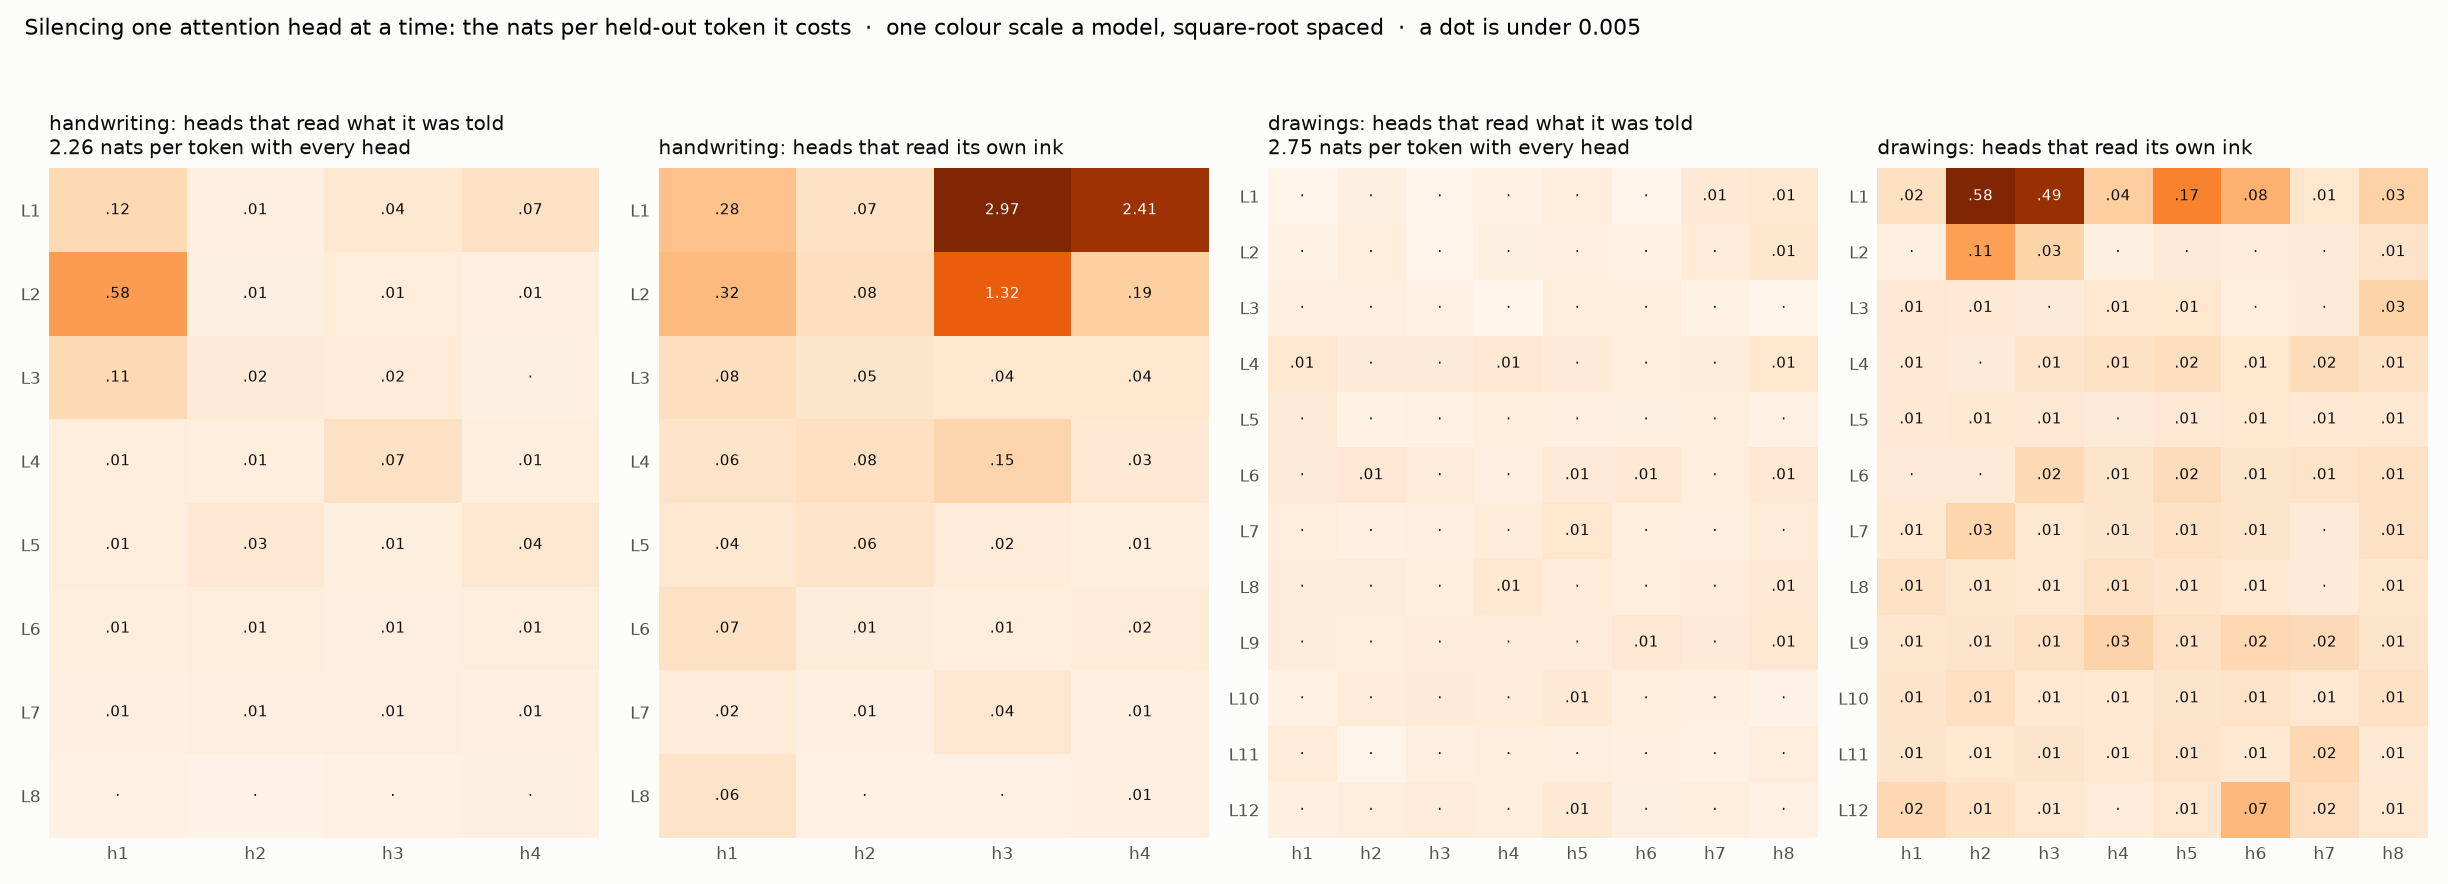 Silencing one attention head at a time: the nats per held-out token it costs · one colour scale a model, square-root spaced · a dot is under 0.005
handwriting: heads that read what it was told
2.26 nats per token with every head
L1 .12 .01 .04 .07
L2 .58 .01 .01 .01
L3 .11 .02 .02 ·
L4 .01 .01 .07 .01
L5 .01 .03 .01 .04
L6 .01 .01 .01 .01
L7 .01 .01 .01 .01
L8 · · · ·
h1 h2 h3 h4
handwriting: heads that read its own ink
L1 .28 .07 2.97 2.41
L2 .32 .08 1.32 .19
L3 .08 .05 .04 .04
L4 .06 .08 .15 .03
L5 .04 .06 .02 .01
L6 .07 .01 .01 .02
L7 .02 .01 .04 .01
L8 .06 · · .01
h1 h2 h3 h4
drawings: heads that read what it was told
2.75 nats per token with every head
L1 · · · · · · .01 .01
L2 · · · · · · · .01
L3 · · · · · · · ·
L4 .01 · · .01 · · · .01
L5 · · · · · · · ·
L6 · .01 · · .01 .01 · .01
L7 · · · · .01 · · ·
L8 · · · .01 · · · .01
L9 · · · · · .01 · .01
L10 · · · · .01 · · ·
L11 · · · · · · · ·
L12 · · · · .01 · · ·
h1 h2 h3 h4 h5 h6 h7 h8
drawings: heads that read its own ink
L1 .02 .58 .49 .04 .17 .08 .01 .03
L2 · .11 .03 · · · · .01
L3 .01 .01 · .01 .01 · · .03
L4 .01 · .01 .01 .02 .01 .02 .01
L5 .01 .01 .01 · .01 .01 .01 .01
L6 · · .02 .01 .02 .01 .01 .01
L7 .01 .03 .01 .01 .01 .01 · .01
L8 .01 .01 .01 .01 .01 .01 · .01
L9 .01 .01 .01 .03 .01 .02 .02 .01
L10 .01 .01 .01 .01 .01 .01 .01 .01
L11 .01 .01 .01 .01 .01 .01 .02 .01
L12 .02 .01 .01 · .01 .07 .02 .01
h1 h2 h3 h4 h5 h6 h7 h8